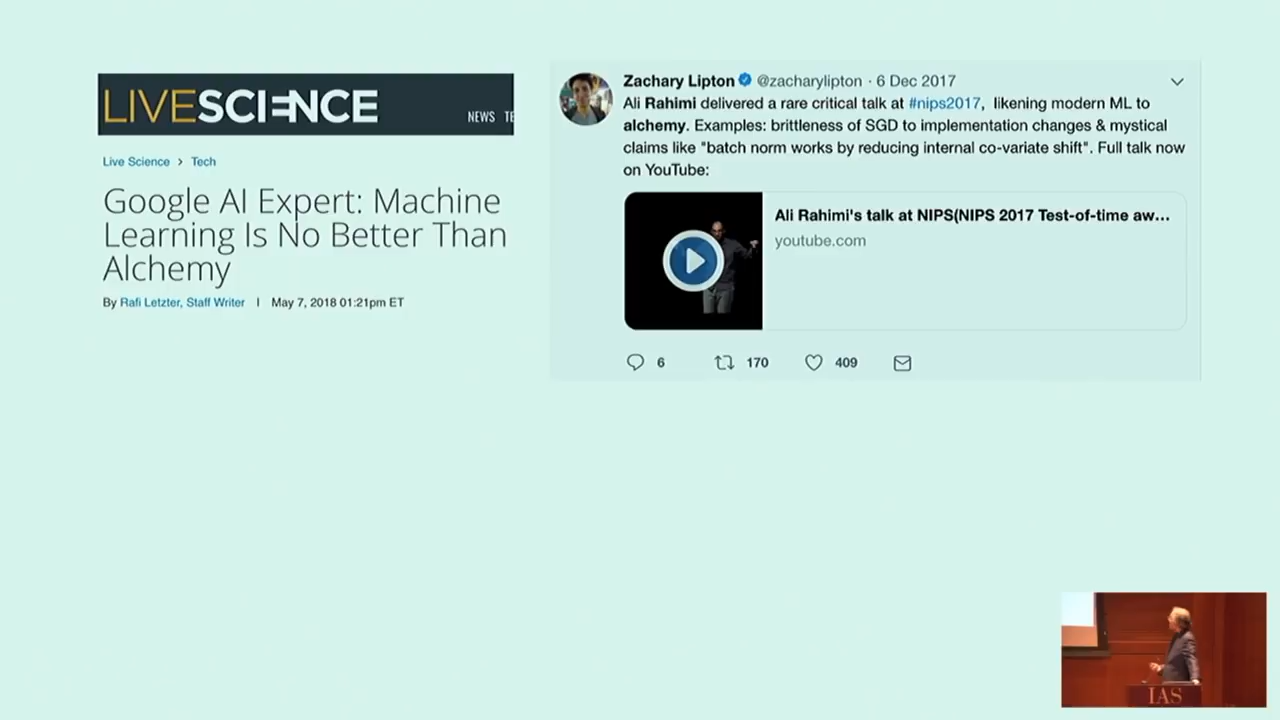 LIVESCIENCE
NEWS TE
Live Science > Tech
Google AI Expert: Machine
Learning Is No Better Than
Alchemy
By Rafi Letzter, Staff Writer | May 7, 2018 01:21pm ET
Zachary Lipton @zacharylipton · 6 Dec 2017
Ali Rahimi delivered a rare critical talk at #nips2017, likening modern ML to
alchemy. Examples: brittleness of SGD to implementation changes & mystical
claims like "batch norm works by reducing internal co-variate shift". Full talk now
on YouTube:
Ali Rahimi's talk at NIPS(NIPS 2017 Test-of-time aw...
youtube.com
6 170 409
IAS